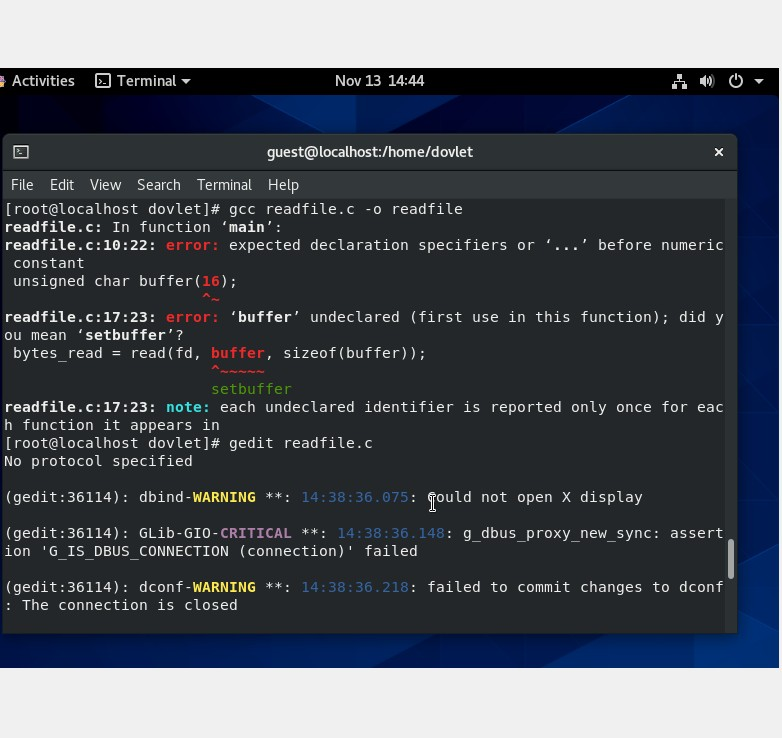 Activities Terminal Nov 13 14:44
guest@localhost:/home/dovlet
File Edit View Search Terminal Help
[root@localhost dovlet]# gcc readfile.c -o readfile
readfile.c: In function ‘main’:
readfile.c:10:22: error: expected declaration specifiers or ‘...’ before numeric
 constant
 unsigned char buffer(16);
                      ^~
readfile.c:17:23: error: ‘buffer’ undeclared (first use in this function); did y
ou mean ‘setbuffer’?
 bytes_read = read(fd, buffer, sizeof(buffer));
                       ^~~~~~
                       setbuffer
readfile.c:17:23: note: each undeclared identifier is reported only once for eac
h function it appears in
[root@localhost dovlet]# gedit readfile.c
No protocol specified
(gedit:36114): dbind-WARNING **: 14:38:36.075: Could not open X display
(gedit:36114): GLib-GIO-CRITICAL **: 14:38:36.148: g_dbus_proxy_new_sync: assert
ion 'G_IS_DBUS_CONNECTION (connection)' failed
(gedit:36114): dconf-WARNING **: 14:38:36.218: failed to commit changes to dconf
: The connection is closed